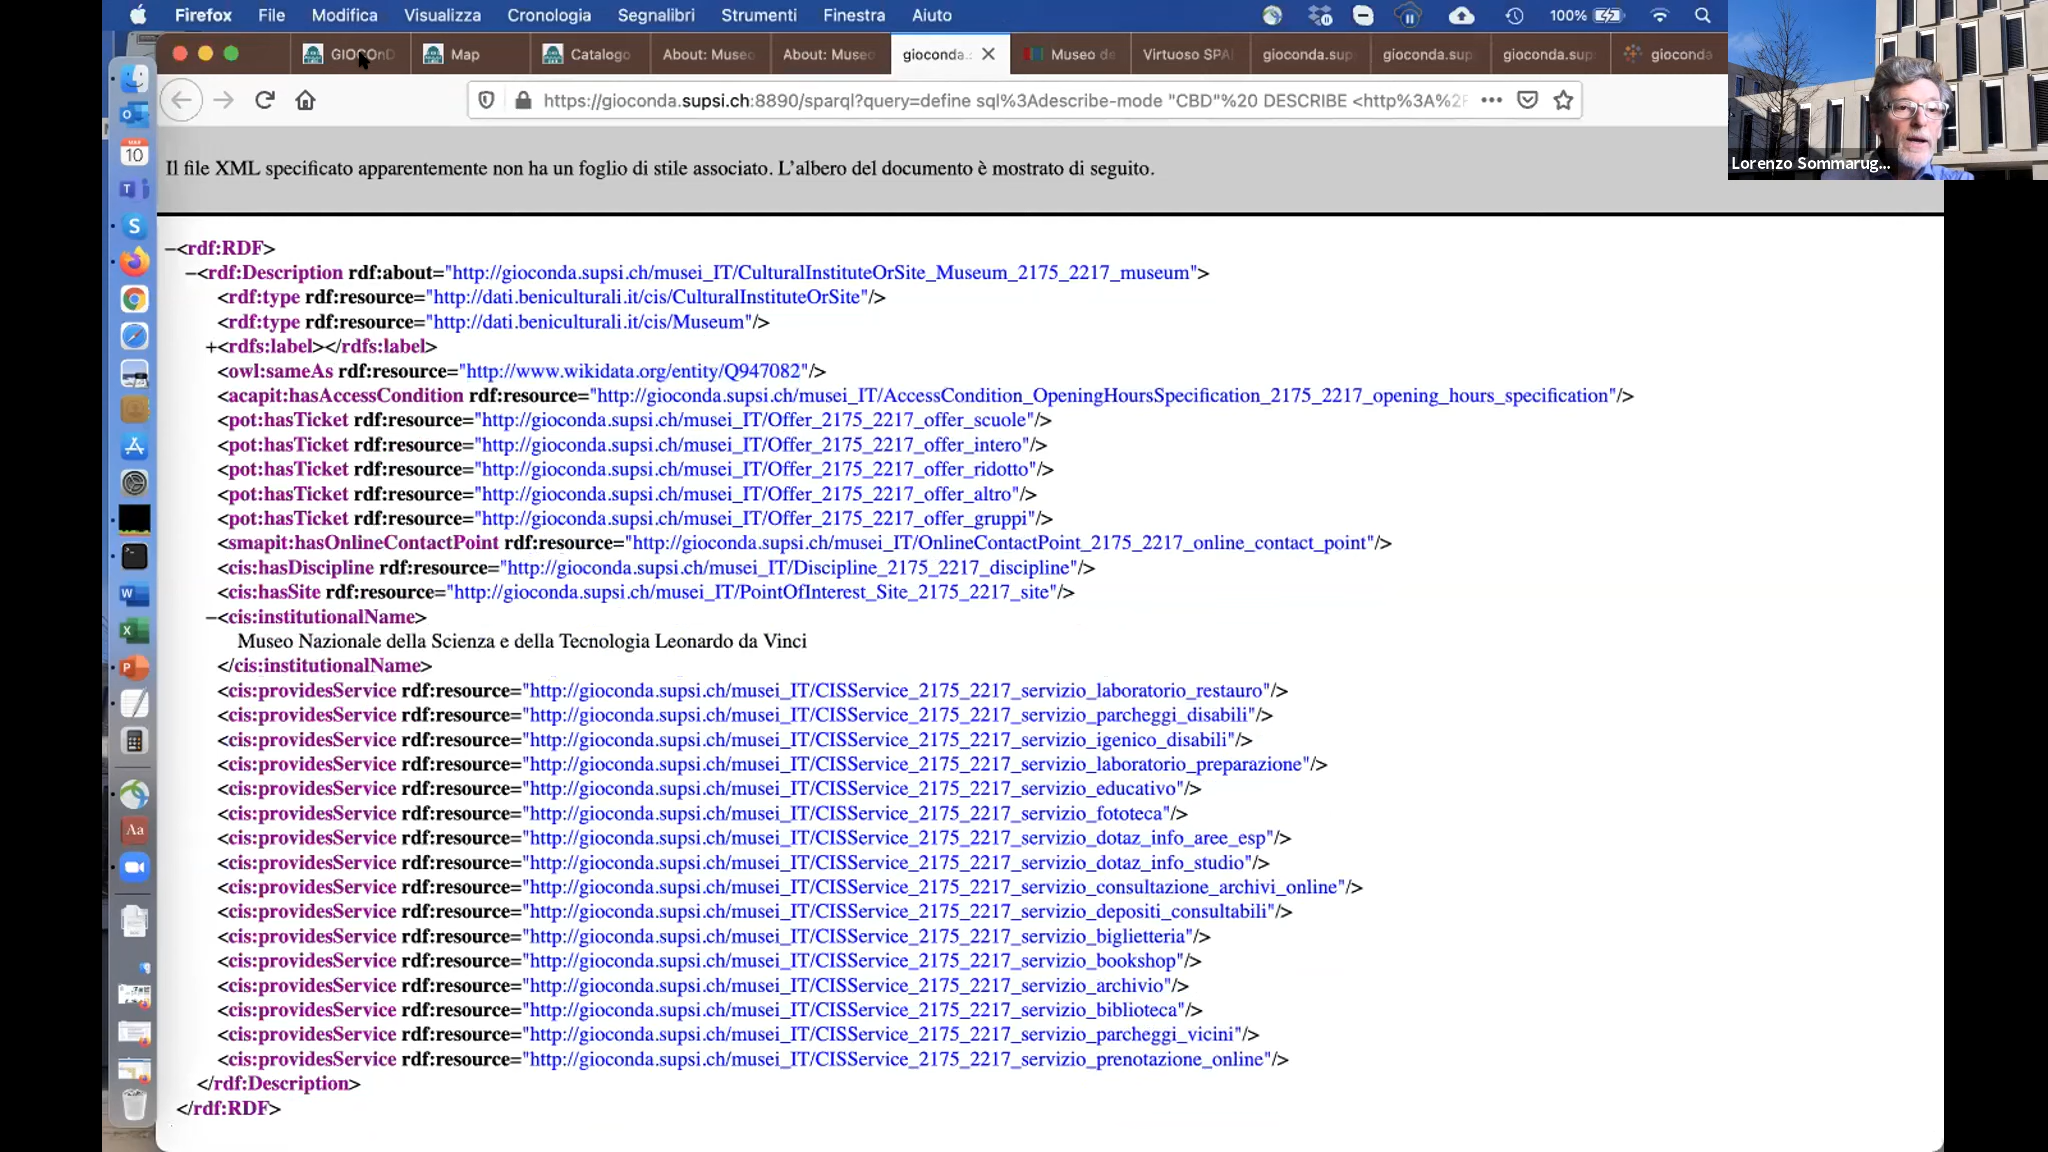 Firefox File Modifica Visualizza Cronologia Segnalibri Strumenti Finestra Aiuto 100%
GIOCOnD Map Catalogo About: Museo About: Museo gioconda. Museo de Virtuoso SPA gioconda.sup gioconda.sup gioconda.sup gioconda
https://gioconda.supsi.ch:8890/sparql?query=define sql%3Adescribe-mode "CBD"%20 DESCRIBE <http%3A%2F
Lorenzo Sommarug...
Il file XML specificato apparentemente non ha un foglio di stile associato. L'albero del documento è mostrato di seguito.
−<rdf:RDF>
−<rdf:Description rdf:about="http://gioconda.supsi.ch/musei_IT/CulturalInstituteOrSite_Museum_2175_2217_museum">
<rdf:type rdf:resource="http://dati.beniculturali.it/cis/CulturalInstituteOrSite"/>
<rdf:type rdf:resource="http://dati.beniculturali.it/cis/Museum"/>
+<rdfs:label></rdfs:label>
<owl:sameAs rdf:resource="http://www.wikidata.org/entity/Q947082"/>
<acapit:hasAccessCondition rdf:resource="http://gioconda.supsi.ch/musei_IT/AccessCondition_OpeningHoursSpecification_2175_2217_opening_hours_specification"/>
<pot:hasTicket rdf:resource="http://gioconda.supsi.ch/musei_IT/Offer_2175_2217_offer_scuole"/>
<pot:hasTicket rdf:resource="http://gioconda.supsi.ch/musei_IT/Offer_2175_2217_offer_intero"/>
<pot:hasTicket rdf:resource="http://gioconda.supsi.ch/musei_IT/Offer_2175_2217_offer_ridotto"/>
<pot:hasTicket rdf:resource="http://gioconda.supsi.ch/musei_IT/Offer_2175_2217_offer_altro"/>
<pot:hasTicket rdf:resource="http://gioconda.supsi.ch/musei_IT/Offer_2175_2217_offer_gruppi"/>
<smapit:hasOnlineContactPoint rdf:resource="http://gioconda.supsi.ch/musei_IT/OnlineContactPoint_2175_2217_online_contact_point"/>
<cis:hasDiscipline rdf:resource="http://gioconda.supsi.ch/musei_IT/Discipline_2175_2217_discipline"/>
<cis:hasSite rdf:resource="http://gioconda.supsi.ch/musei_IT/PointOfInterest_Site_2175_2217_site"/>
−<cis:institutionalName>
Museo Nazionale della Scienza e della Tecnologia Leonardo da Vinci
</cis:institutionalName>
<cis:providesService rdf:resource="http://gioconda.supsi.ch/musei_IT/CISService_2175_2217_servizio_laboratorio_restauro"/>
<cis:providesService rdf:resource="http://gioconda.supsi.ch/musei_IT/CISService_2175_2217_servizio_parcheggi_disabili"/>
<cis:providesService rdf:resource="http://gioconda.supsi.ch/musei_IT/CISService_2175_2217_servizio_igenico_disabili"/>
<cis:providesService rdf:resource="http://gioconda.supsi.ch/musei_IT/CISService_2175_2217_servizio_laboratorio_preparazione"/>
<cis:providesService rdf:resource="http://gioconda.supsi.ch/musei_IT/CISService_2175_2217_servizio_educativo"/>
<cis:providesService rdf:resource="http://gioconda.supsi.ch/musei_IT/CISService_2175_2217_servizio_fototeca"/>
<cis:providesService rdf:resource="http://gioconda.supsi.ch/musei_IT/CISService_2175_2217_servizio_dotaz_info_aree_esp"/>
<cis:providesService rdf:resource="http://gioconda.supsi.ch/musei_IT/CISService_2175_2217_servizio_dotaz_info_studio"/>
<cis:providesService rdf:resource="http://gioconda.supsi.ch/musei_IT/CISService_2175_2217_servizio_consultazione_archivi_online"/>
<cis:providesService rdf:resource="http://gioconda.supsi.ch/musei_IT/CISService_2175_2217_servizio_depositi_consultabili"/>
<cis:providesService rdf:resource="http://gioconda.supsi.ch/musei_IT/CISService_2175_2217_servizio_biglietteria"/>
<cis:providesService rdf:resource="http://gioconda.supsi.ch/musei_IT/CISService_2175_2217_servizio_bookshop"/>
<cis:providesService rdf:resource="http://gioconda.supsi.ch/musei_IT/CISService_2175_2217_servizio_archivio"/>
<cis:providesService rdf:resource="http://gioconda.supsi.ch/musei_IT/CISService_2175_2217_servizio_biblioteca"/>
<cis:providesService rdf:resource="http://gioconda.supsi.ch/musei_IT/CISService_2175_2217_servizio_parcheggi_vicini"/>
<cis:providesService rdf:resource="http://gioconda.supsi.ch/musei_IT/CISService_2175_2217_servizio_prenotazione_online"/>
</rdf:Description>
</rdf:RDF>